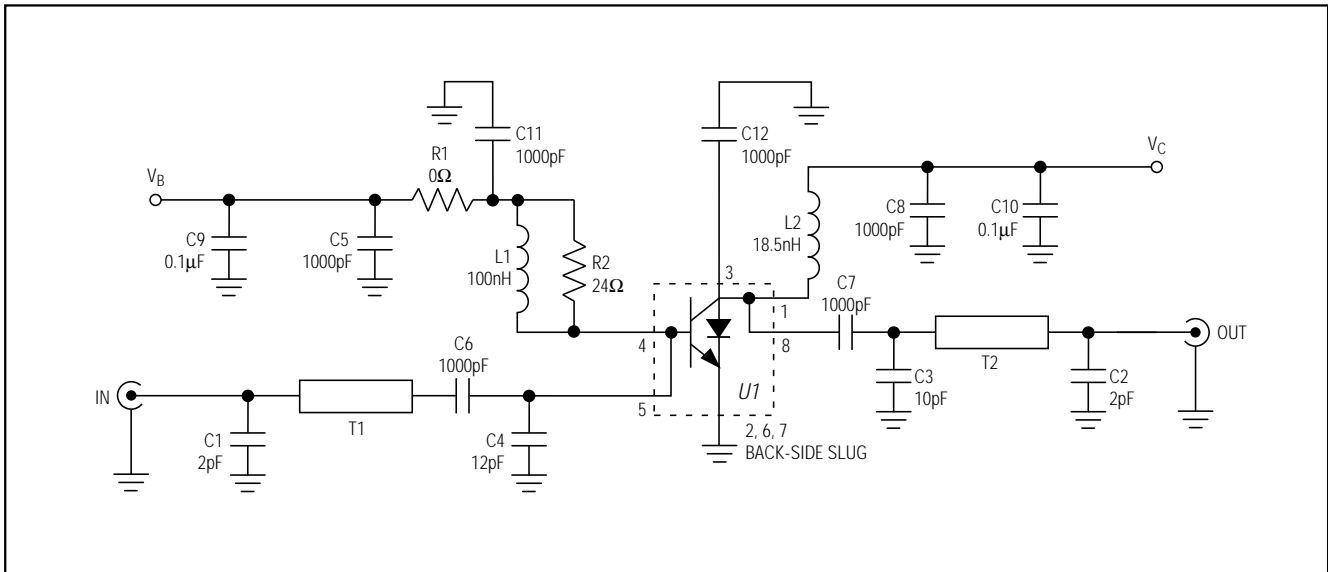 C11
1000pF
C12
1000pF
R1
0Ω
VB
VC
C9
0.1µF
C5
1000pF
L1
100nH
R2
24Ω
L2
18.5nH
C8
1000pF
C10
0.1µF
3
C7
1000pF
1
4
8
C6
1000pF
T2
OUT
IN
T1
5
U1
C3
10pF
C2
2pF
C1
2pF
C4
12pF
2, 6, 7
BACK-SIDE SLUG